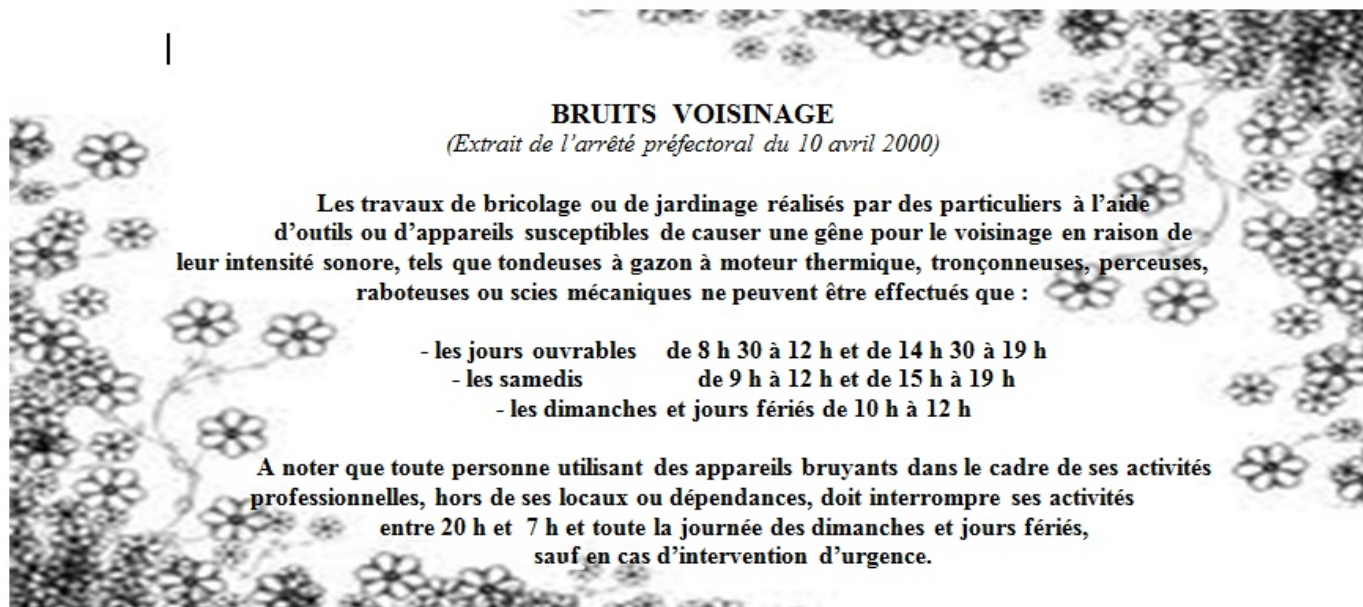 BRUITS VOISINAGE
(Extrait de l'arrêté préfectoral du 10 avril 2000)
Les travaux de bricolage ou de jardinage réalisés par des particuliers à l'aide
d'outils ou d'appareils susceptibles de causer une gêne pour le voisinage en raison de
leur intensité sonore, tels que tondeuses à gazon à moteur thermique, tronçonneuses, perceuses,
raboteuses ou scies mécaniques ne peuvent être effectués que :
- les jours ouvrables de 8 h 30 à 12 h et de 14 h 30 à 19 h
- les samedis de 9 h à 12 h et de 15 h à 19 h
- les dimanches et jours fériés de 10 h à 12 h
A noter que toute personne utilisant des appareils bruyants dans le cadre de ses activités
professionnelles, hors de ses locaux ou dépendances, doit interrompre ses activités
entre 20 h et 7 h et toute la journée des dimanches et jours fériés,
sauf en cas d'intervention d'urgence.